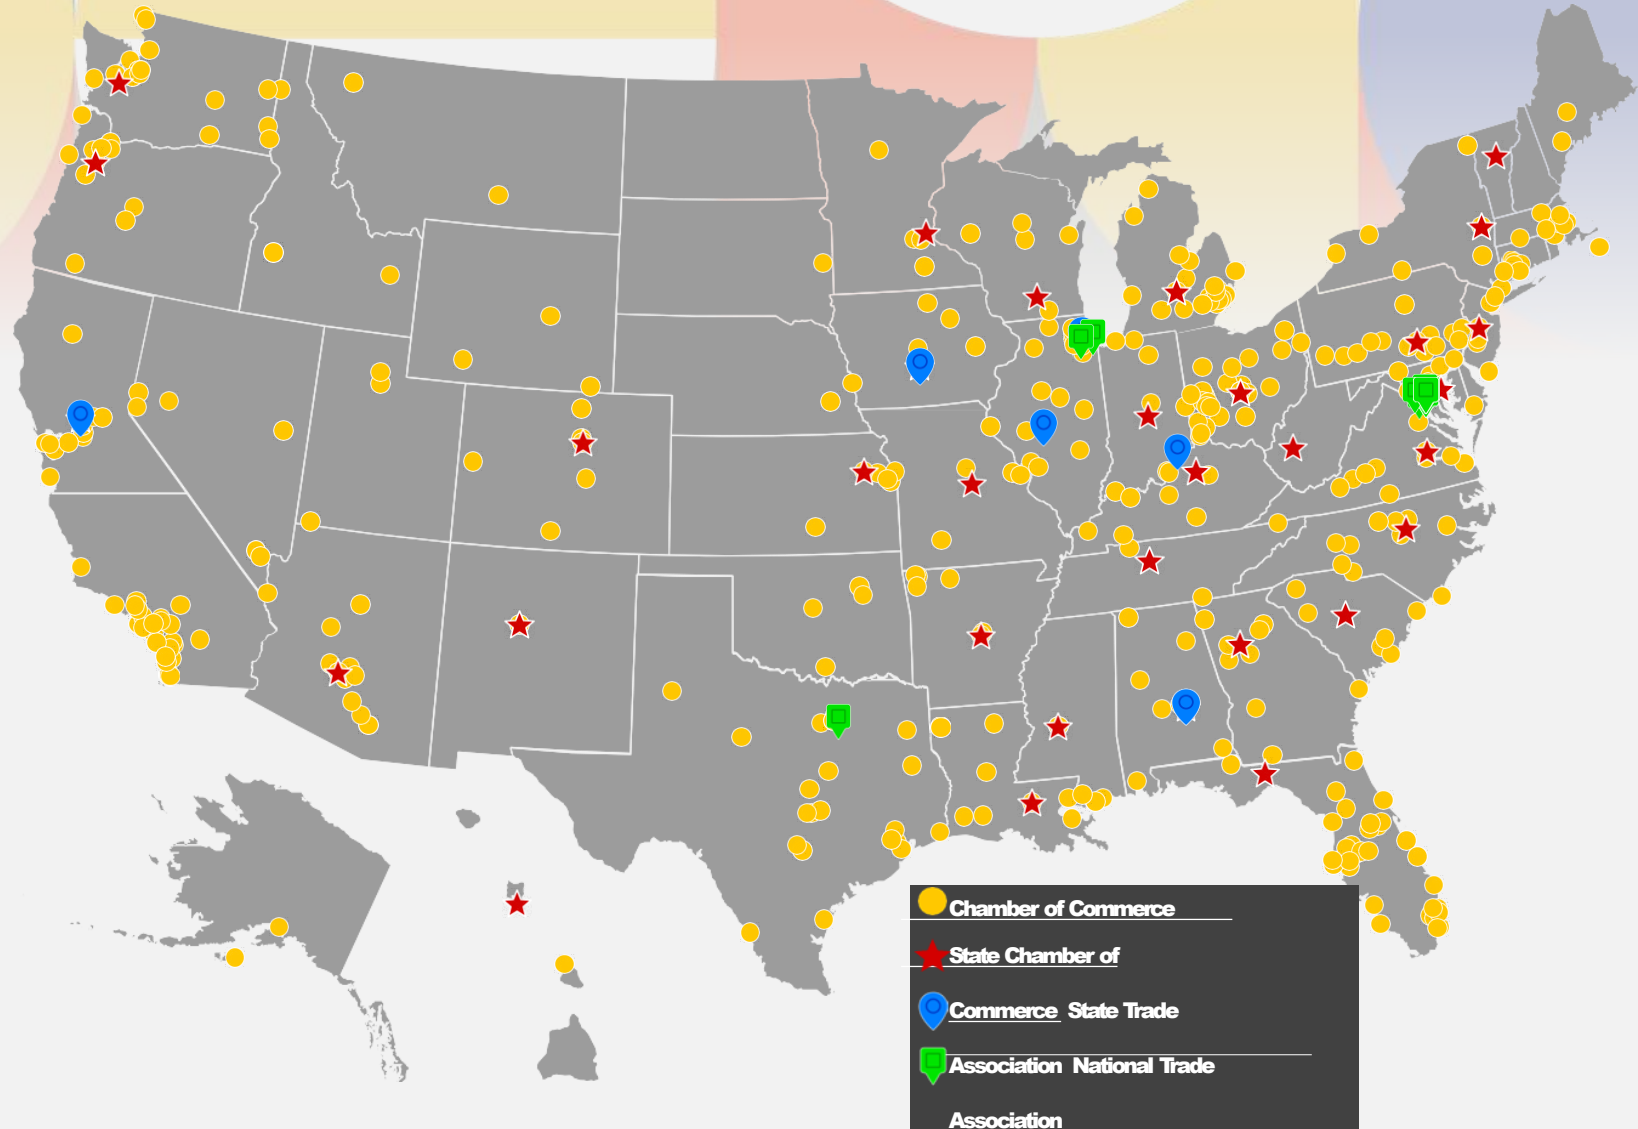 Chamber of Commerce
State Chamber of
Commerce State Trade
Association National Trade
Association